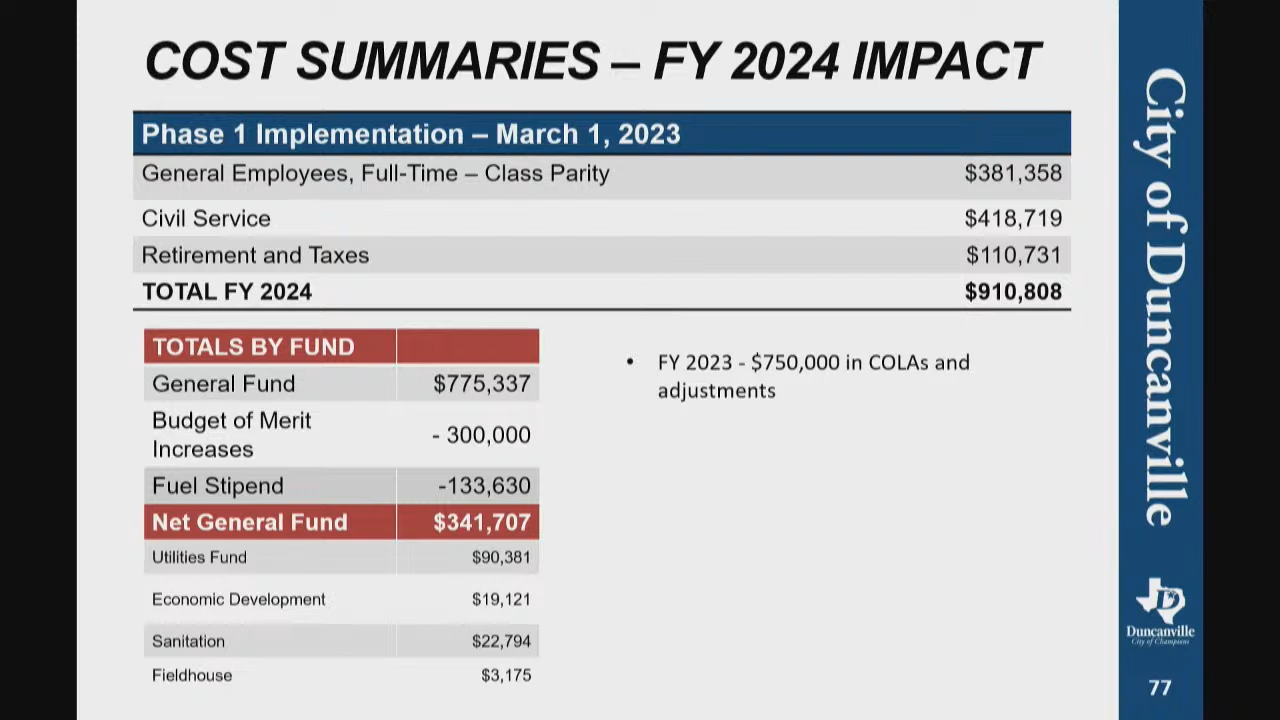 COST SUMMARIES – FY 2024 IMPACT
Phase 1 Implementation – March 1, 2023
General Employees, Full-Time – Class Parity $381,358
Civil Service $418,719
Retirement and Taxes $110,731
TOTAL FY 2024 $910,808
TOTALS BY FUND
General Fund $775,337
Budget of Merit
Increases - 300,000
Fuel Stipend -133,630
Net General Fund $341,707
Utilities Fund $90,381
Economic Development $19,121
Sanitation $22,794
Fieldhouse $3,175
• FY 2023 - $750,000 in COLAs and
adjustments
City of Duncanville
D
Duncanville
City of Champions
77